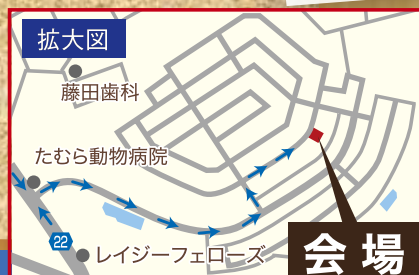 拡大図
藤田歯科
たむら動物病院
22
レイジーフェローズ
会場